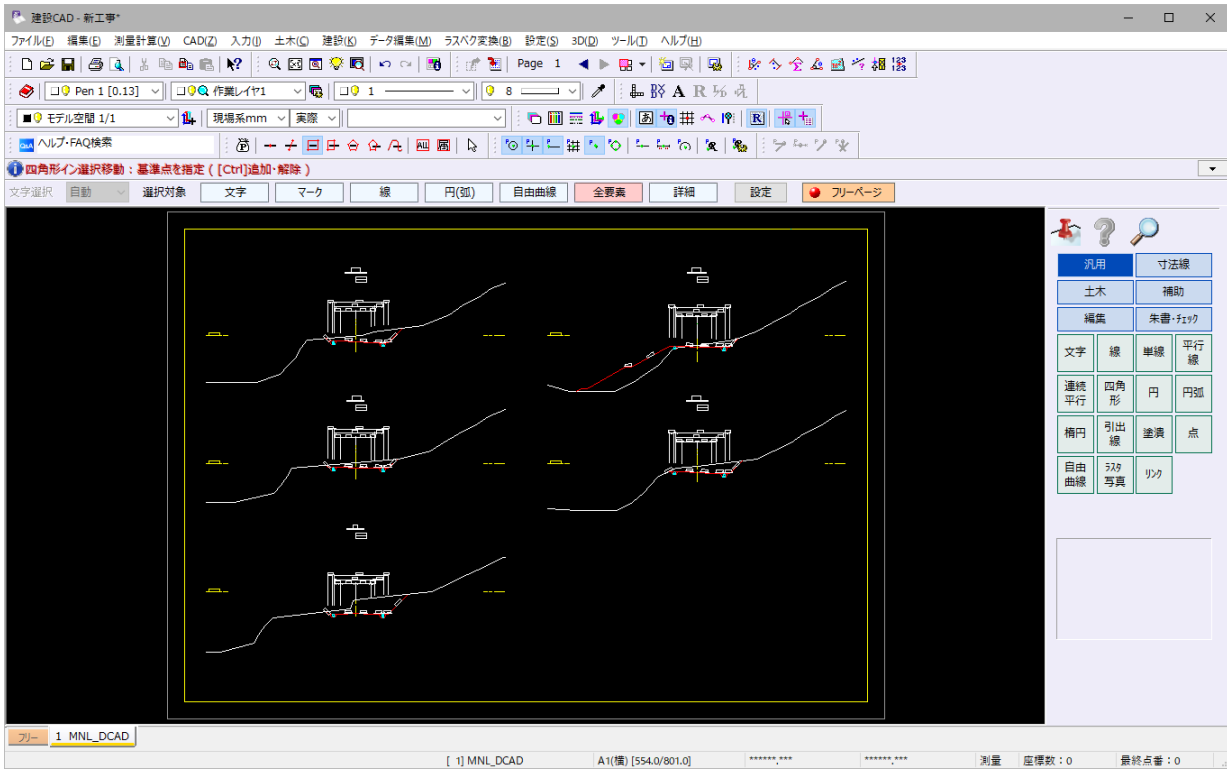 建設CAD - 新工事*
ファイル(F) 編集(E) 測量計算(V) CAD(Z) 入力(I) 土木(C) 建設(K) データ編集(M) ラスベク変換(B) 設定(S) 3D(D) ツール(T) ヘルプ(H)
Page 1
Pen 1 [0.13] 作業レイヤ1 1 8
モデル空間 1/1 現場系mm 実際
Q&A ヘルプ・FAQ検索
四角形イン選択移動：基準点を指定 ( [Ctrl]追加・解除 )
文字選択 自動 選択対象 文字 マーク 線 円(弧) 自由曲線 全要素 詳細 設定 フリーページ
汎用 寸法線
土木 補助
編集 朱書・チェック
文字 線 単線 平行線
連続平行 四角形 円 円弧
楕円 引出線 塗潰 点
自由曲線 ラスタ写真 リンク
フリー 1 MNL_DCAD
[ 1] MNL_DCAD A1(横) [554.0/801.0] ******.*** ******.*** 測量 座標数：0 最終点番：0